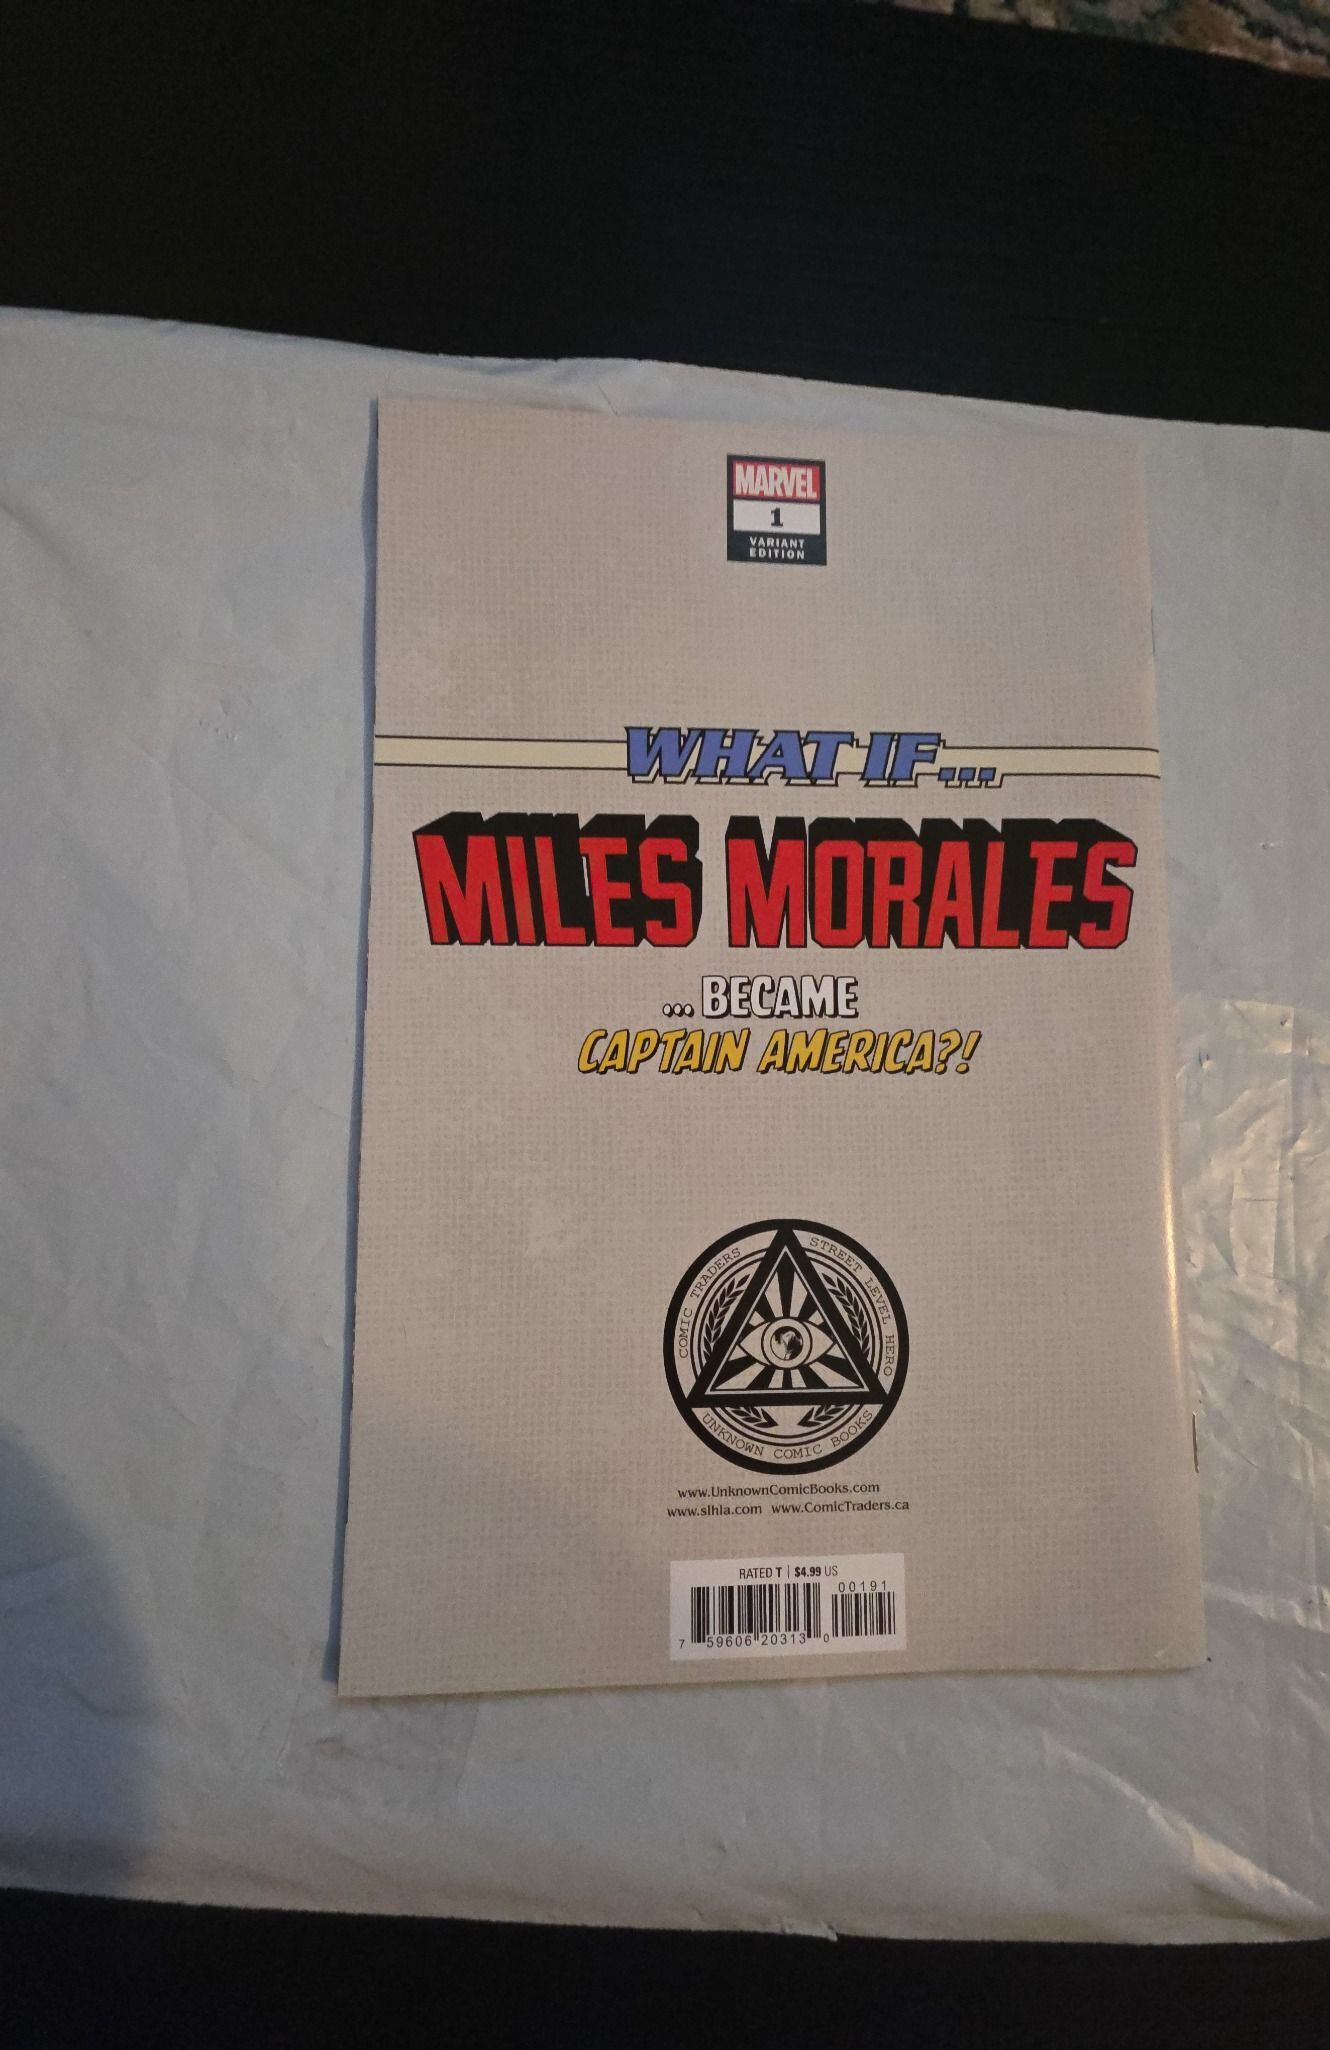 MARVEL
1
VARIANT
EDITION
WHAT IF...
MILES MORALES
...BECAME
CAPTAIN AMERICA?!
COMIC TRADERS
STREET LEVEL HERO
UNKNOWN COMIC BOOKS
www.UnknownComicBooks.com
www.slhla.com www.ComicTraders.ca
RATED T | $4.99 US
00191
7 59606 20313 0